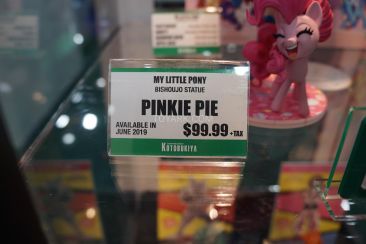 MY LITTLE PONY
BISHOUJO STATUE
PINKIE PIE
AVAILABLE IN
JUNE 2019
$99.99 +TAX
KOTOBUKIYA